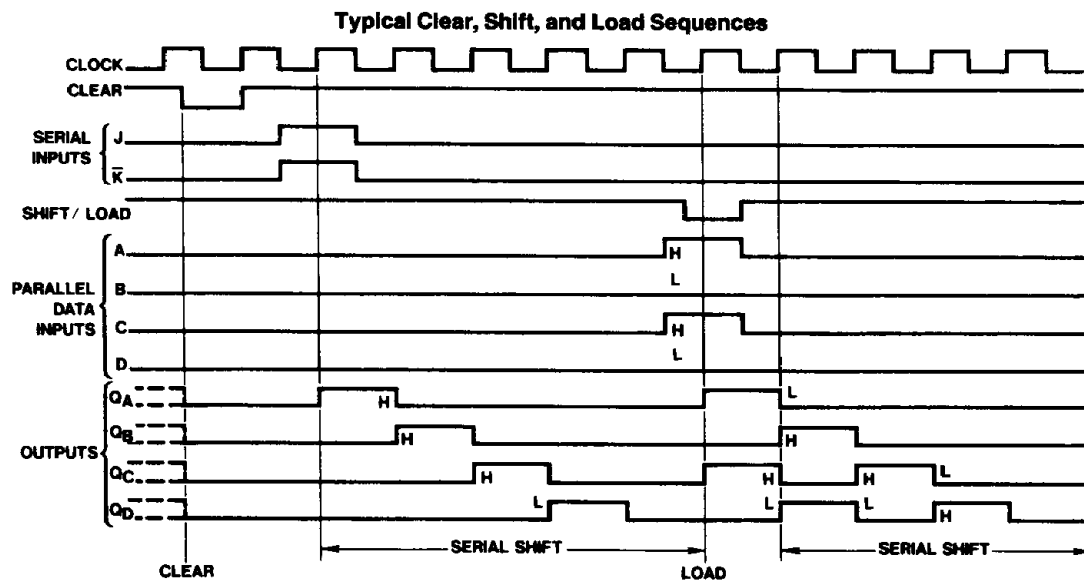 Typical Clear, Shift, and Load Sequences
CLOCK
CLEAR
SERIAL INPUTS
J
K̅
SHIFT / LOAD
PARALLEL DATA INPUTS
A
H
L
B
C
H
L
D
OUTPUTS
QA
H
L
QB
H
H
QC
H
H
H
L
QD
L
L
L
H
SERIAL SHIFT
SERIAL SHIFT
CLEAR
LOAD